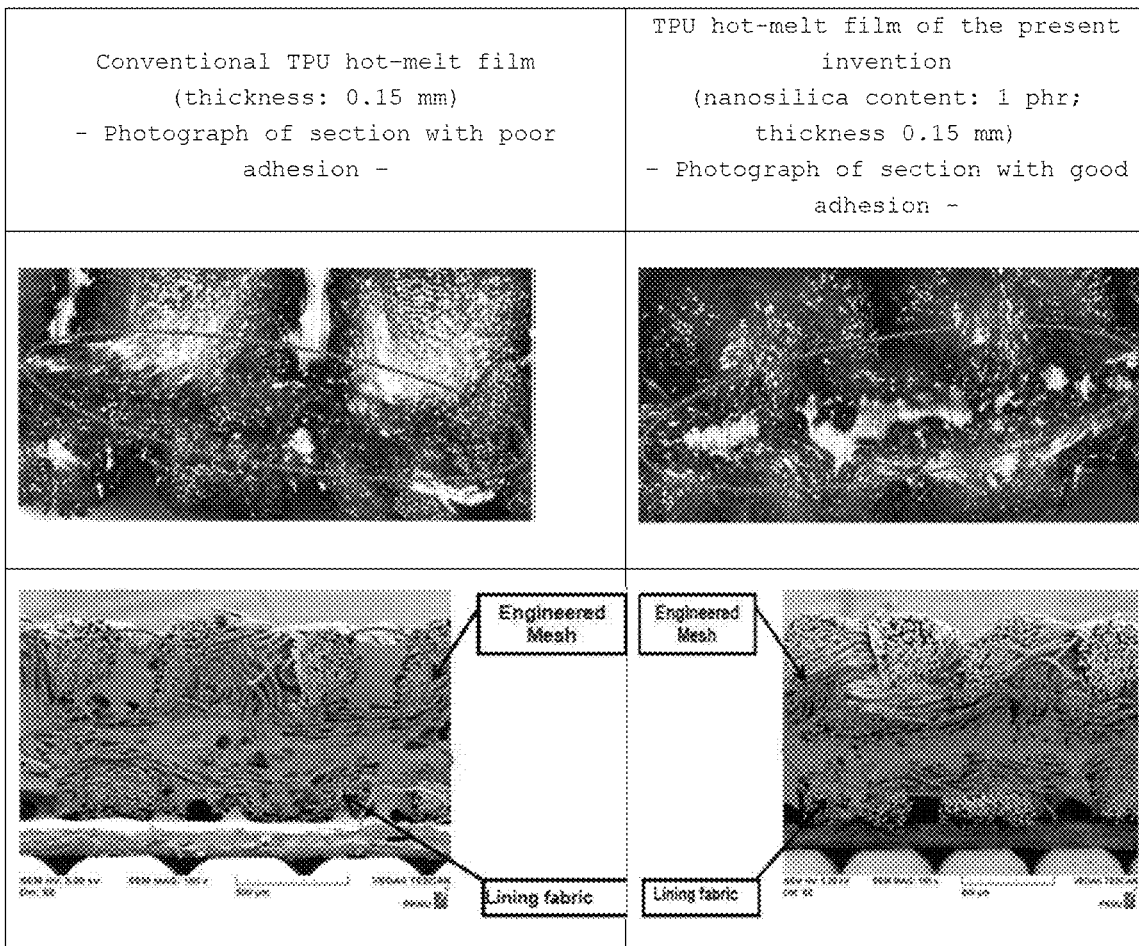 Conventional TPU hot-melt film
(thickness: 0.15 mm)
- Photograph of section with poor
adhesion -
TPU hot-melt film of the present
invention
(nanosilica content: 1 phr;
thickness 0.15 mm)
- Photograph of section with good
adhesion -
Engineered
Mesh
Engineered
Mesh
Lining fabric
Lining fabric